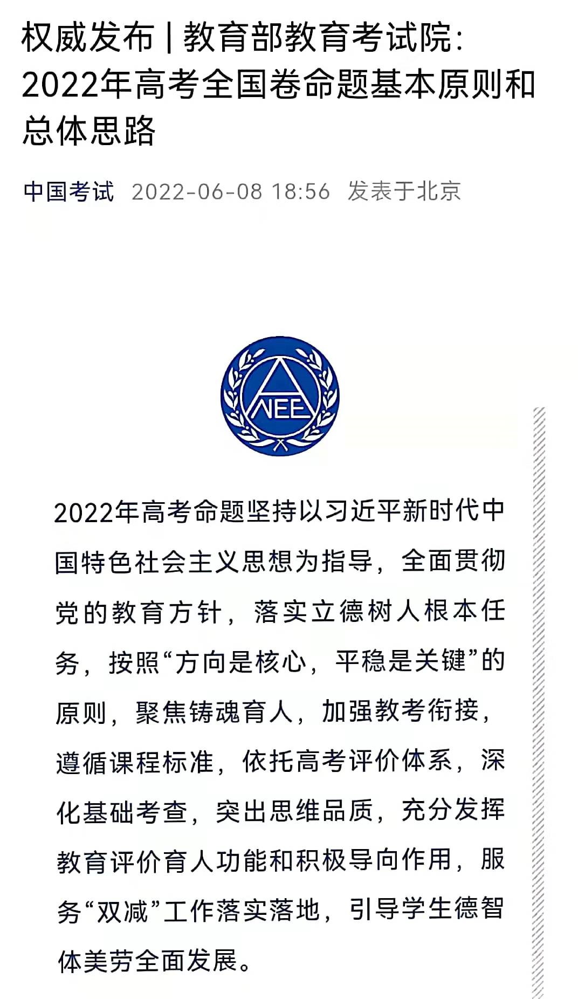 权威发布 | 教育部教育考试院：
2022年高考全国卷命题基本原则和
总体思路
中国考试 2022-06-08 18:56 发表于北京
NEEA
2022年高考命题坚持以习近平新时代中
国特色社会主义思想为指导，全面贯彻
党的教育方针，落实立德树人根本任
务，按照“方向是核心，平稳是关键”的
原则，聚焦铸魂育人，加强教考衔接，
遵循课程标准，依托高考评价体系，深
化基础考查，突出思维品质，充分发挥
教育评价育人功能和积极导向作用，服
务“双减”工作落实落地，引导学生德智
体美劳全面发展。